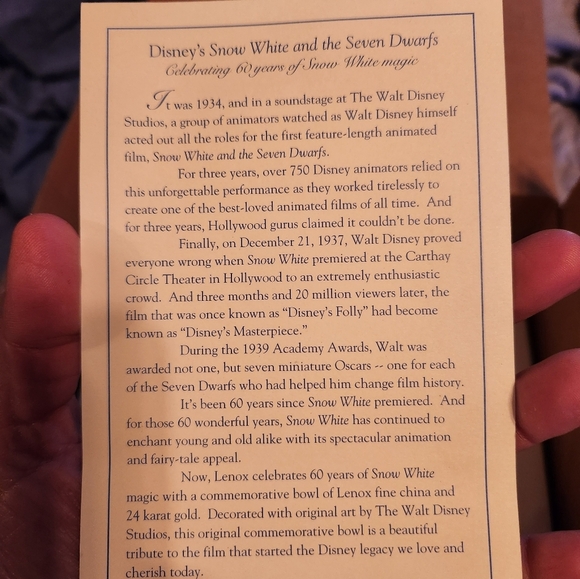 Disney's Snow White and the Seven Dwarfs
Celebrating 60 years of Snow White magic
It was 1934, and in a soundstage at The Walt Disney
Studios, a group of animators watched as Walt Disney himself
acted out all the roles for the first feature-length animated
film, Snow White and the Seven Dwarfs.
For three years, over 750 Disney animators relied on
this unforgettable performance as they worked tirelessly to
create one of the best-loved animated films of all time. And
for three years, Hollywood gurus claimed it couldn't be done.
Finally, on December 21, 1937, Walt Disney proved
everyone wrong when Snow White premiered at the Carthay
Circle Theater in Hollywood to an extremely enthusiastic
crowd. And three months and 20 million viewers later, the
film that was once known as "Disney's Folly" had become
known as "Disney's Masterpiece."
During the 1939 Academy Awards, Walt was
awarded not one, but seven miniature Oscars -- one for each
of the Seven Dwarfs who had helped him change film history.
It's been 60 years since Snow White premiered. And
for those 60 wonderful years, Snow White has continued to
enchant young and old alike with its spectacular animation
and fairy-tale appeal.
Now, Lenox celebrates 60 years of Snow White
magic with a commemorative bowl of Lenox fine china and
24 karat gold. Decorated with original art by The Walt Disney
Studios, this original commemorative bowl is a beautiful
tribute to the film that started the Disney legacy we love and
cherish today.